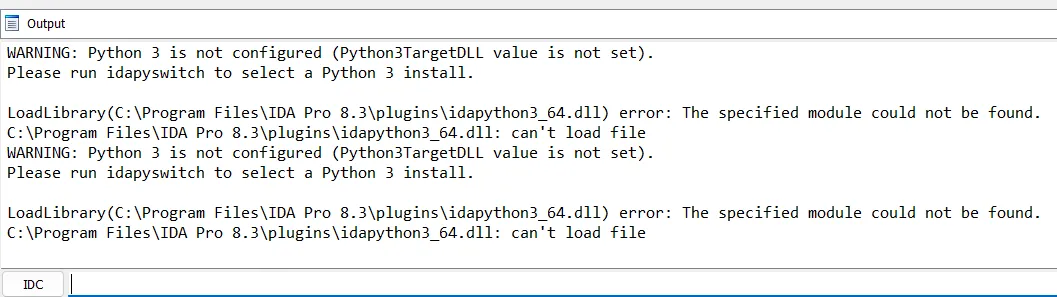 Output
WARNING: Python 3 is not configured (Python3TargetDLL value is not set).
Please run idapyswitch to select a Python 3 install.
LoadLibrary(C:\Program Files\IDA Pro 8.3\plugins\idapython3_64.dll) error: The specified module could not be found.
C:\Program Files\IDA Pro 8.3\plugins\idapython3_64.dll: can't load file
WARNING: Python 3 is not configured (Python3TargetDLL value is not set).
Please run idapyswitch to select a Python 3 install.
LoadLibrary(C:\Program Files\IDA Pro 8.3\plugins\idapython3_64.dll) error: The specified module could not be found.
C:\Program Files\IDA Pro 8.3\plugins\idapython3_64.dll: can't load file
IDC